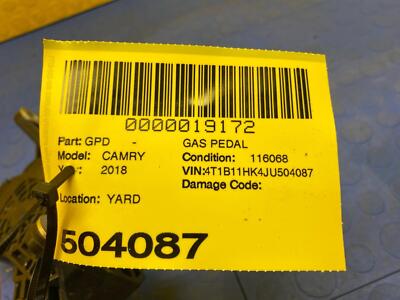 0000019172
Part: GPD - GAS PEDAL
Model: CAMRY Condition: 116068
2018 VIN:4T1B11HK4JU504087
Damage Code:
Location: YARD
504087